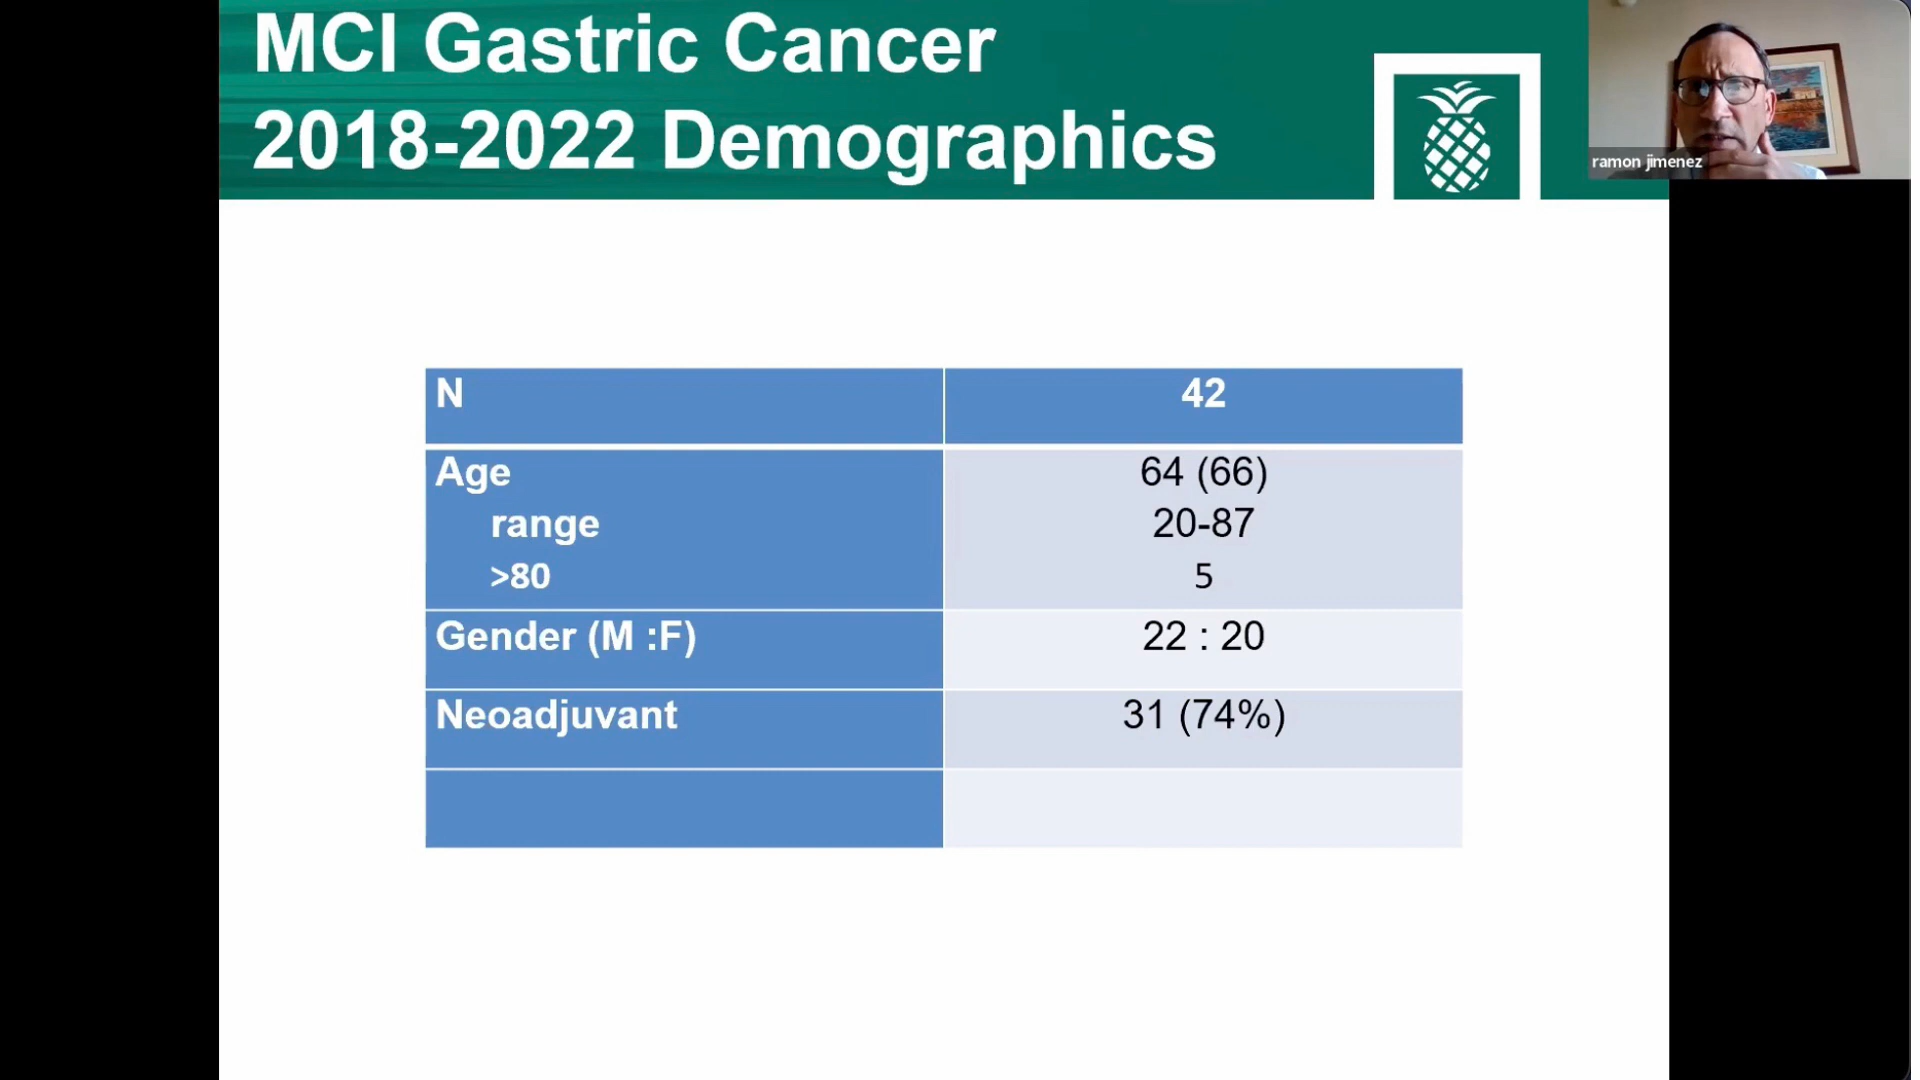 MCI Gastric Cancer
2018-2022 Demographics
ramon jimenez
N 42
Age 64 (66)
range 20-87
>80 5
Gender (M :F) 22 : 20
Neoadjuvant 31 (74%)